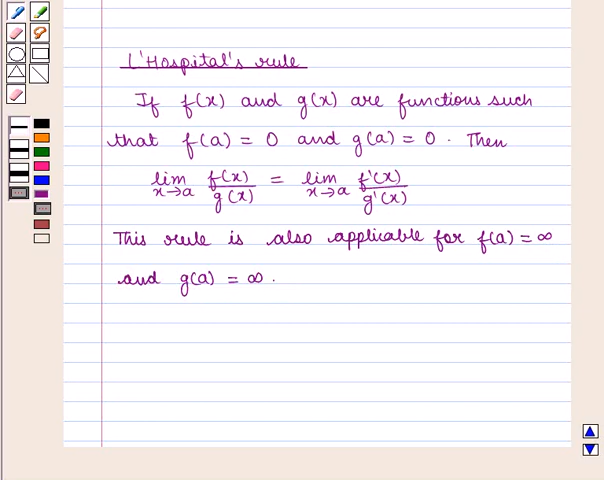 L'Hospital's rule
If f(x) and g(x) are functions such
that f(a) = 0 and g(a) = 0. Then
lim x→a f(x)/g(x) = lim x→a f'(x)/g'(x)
This rule is also applicable for f(a) = ∞
and g(a) = ∞.